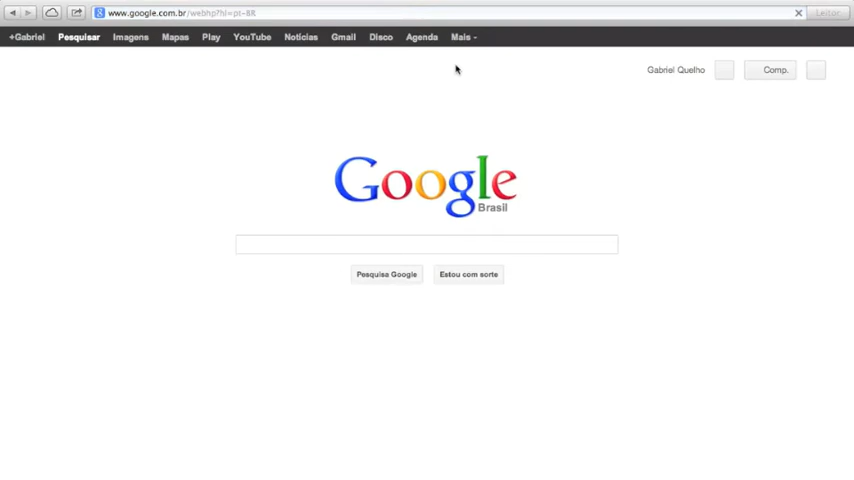 www.google.com.br/webhp?hl=pt-BR
Leitor
+Gabriel Pesquisar Imagens Mapas Play YouTube Notícias Gmail Disco Agenda Mais
Gabriel Quelho Comp.
Google
Brasil
Pesquisa Google Estou com sorte